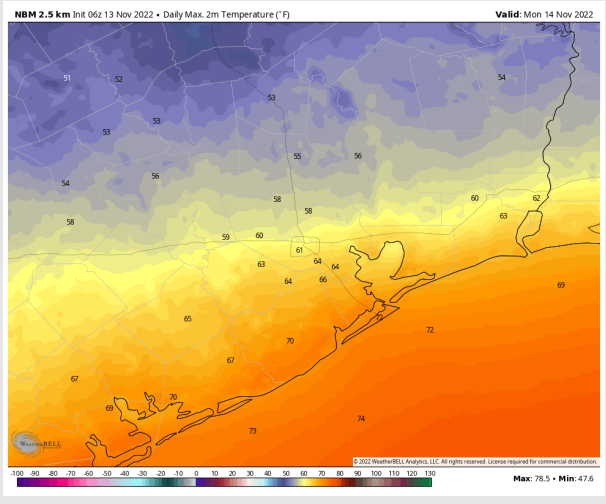 NBM 2.5 km Init 06z 13 Nov 2022 • Daily Max. 2m Temperature (°F)
Valid: Mon 14 Nov 2022
51 52 54
53
53
53
55 56
56
54
58 60 62
58 63
58
59 60
61
63 64 64
64 66 69
65
72 72
70
67
67
70
69
74
73
WeatherBELL
© 2022 WeatherBELL Analytics, LLC. All rights reserved. License required for commercial distribution.
-100 -90 -80 -70 -60 -50 -40 -30 -20 -10 0 10 20 30 40 50 60 70 80 90 100 110 120 130
Max: 78.5 • Min: 47.6